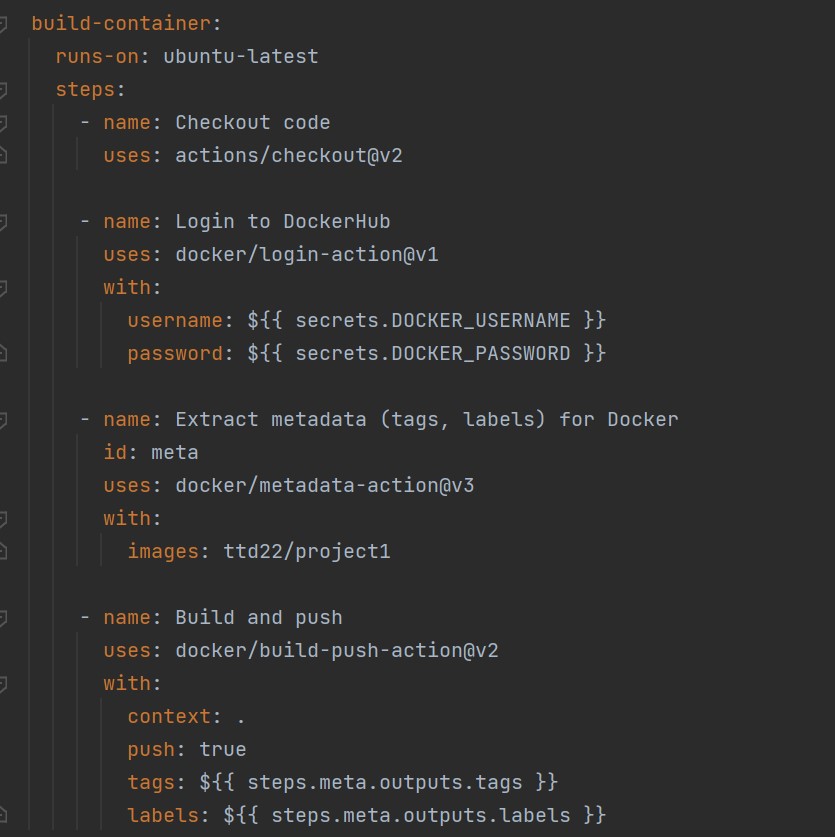 build-container:
runs-on: ubuntu-latest
steps:
- name: Checkout code
uses: actions/checkout@v2
- name: Login to DockerHub
uses: docker/login-action@v1
with:
username: ${{ secrets.DOCKER_USERNAME }}
password: ${{ secrets.DOCKER_PASSWORD }}
- name: Extract metadata (tags, labels) for Docker
id: meta
uses: docker/metadata-action@v3
with:
images: ttd22/project1
- name: Build and push
uses: docker/build-push-action@v2
with:
context: .
push: true
tags: ${{ steps.meta.outputs.tags }}
labels: ${{ steps.meta.outputs.labels }}